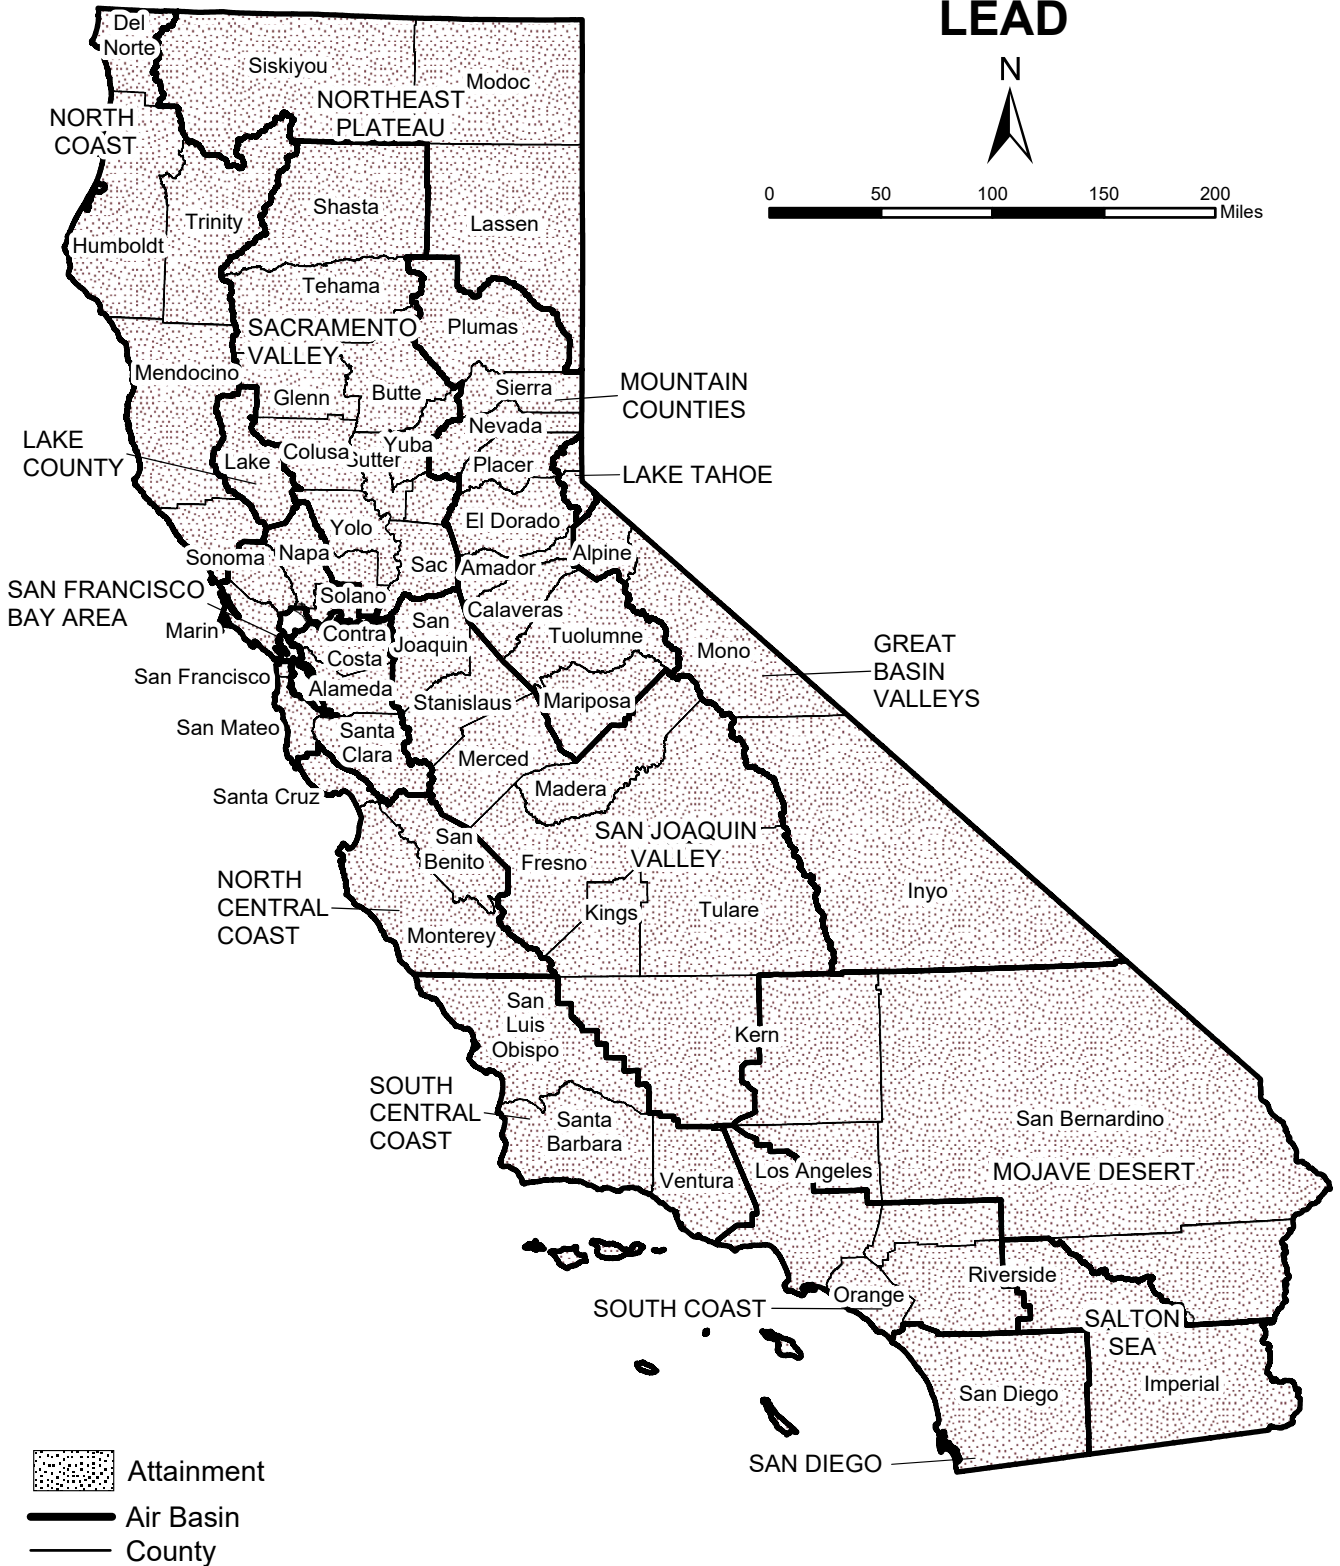 LEAD
N
0 50 100 150 200
Miles
Del
Norte
Siskiyou
Modoc
NORTHEAST
PLATEAU
NORTH
COAST
Shasta
Trinity
Lassen
Humboldt
Tehama
SACRAMENTO
VALLEY
Plumas
Mendocino
Glenn
Butte
Sierra
MOUNTAIN
COUNTIES
Nevada
LAKE
COUNTY
Lake
Colusa
Yuba
Sutter
Placer
LAKE TAHOE
Yolo
El Dorado
Sonoma
Napa
Sac
Amador
Alpine
SAN FRANCISCO
BAY AREA
Solano
Calaveras
Marin
Contra
Costa
San
Joaquin
Tuolumne
Mono
GREAT
BASIN
VALLEYS
San Francisco
Alameda
Stanislaus
Mariposa
San Mateo
Santa
Clara
Merced
Madera
Santa Cruz
San
Benito
SAN JOAQUIN
VALLEY
Fresno
NORTH
CENTRAL
COAST
Kings
Tulare
Inyo
Monterey
San
Luis
Obispo
Kern
SOUTH
CENTRAL
COAST
Santa
Barbara
San Bernardino
Ventura
Los Angeles
MOJAVE DESERT
Riverside
Orange
SOUTH COAST
SALTON
SEA
San Diego
Imperial
SAN DIEGO
Attainment
Air Basin
County